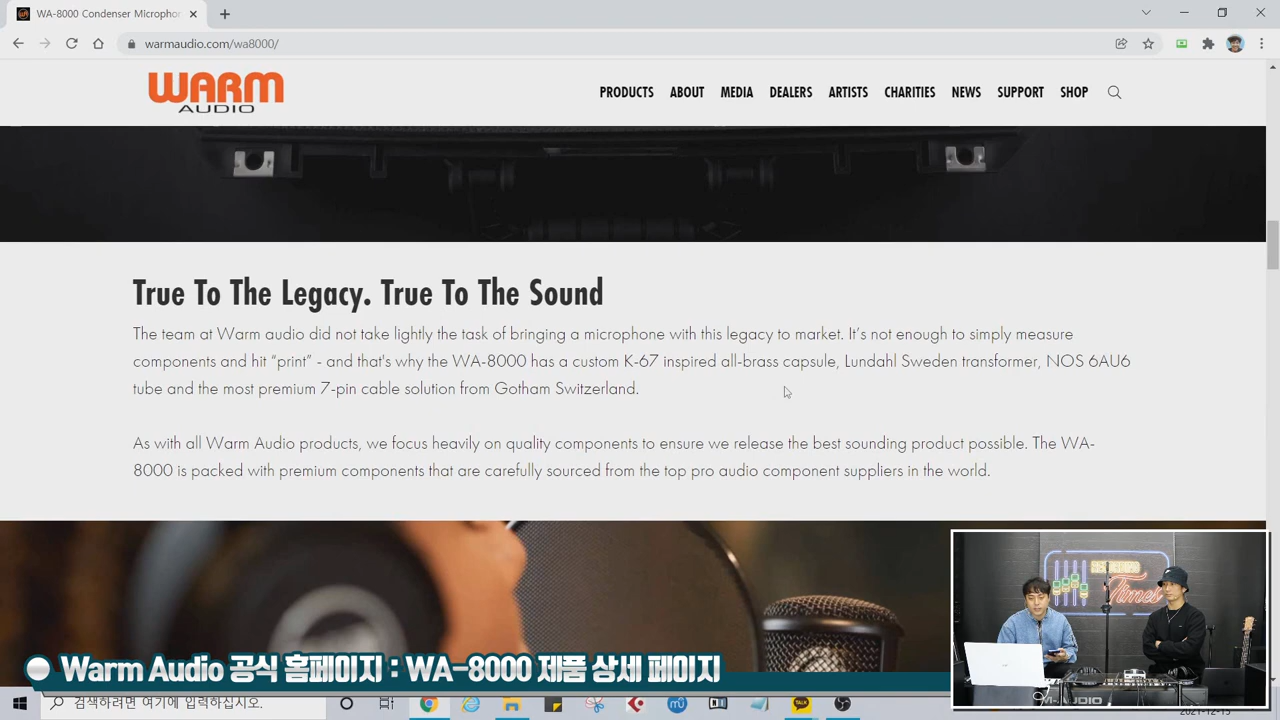 WA-8000 Condenser Microphor
warmaudio.com/wa8000/
WARM
AUDIO
PRODUCTS ABOUT MEDIA DEALERS ARTISTS CHARITIES NEWS SUPPORT SHOP
True To The Legacy. True To The Sound
The team at Warm audio did not take lightly the task of bringing a microphone with this legacy to market. It's not enough to simply measure
components and hit “print” - and that's why the WA-8000 has a custom K-67 inspired all-brass capsule, Lundahl Sweden transformer, NOS 6AU6
tube and the most premium 7-pin cable solution from Gotham Switzerland.
As with all Warm Audio products, we focus heavily on quality components to ensure we release the best sounding product possible. The WA-
8000 is packed with premium components that are carefully sourced from the top pro audio component suppliers in the world.
Times
Warm Audio 공식 홈페이지 : WA-8000 제품 상세 페이지
검색하려면 여기에 입력하십시오.
TALK
2021-12-15